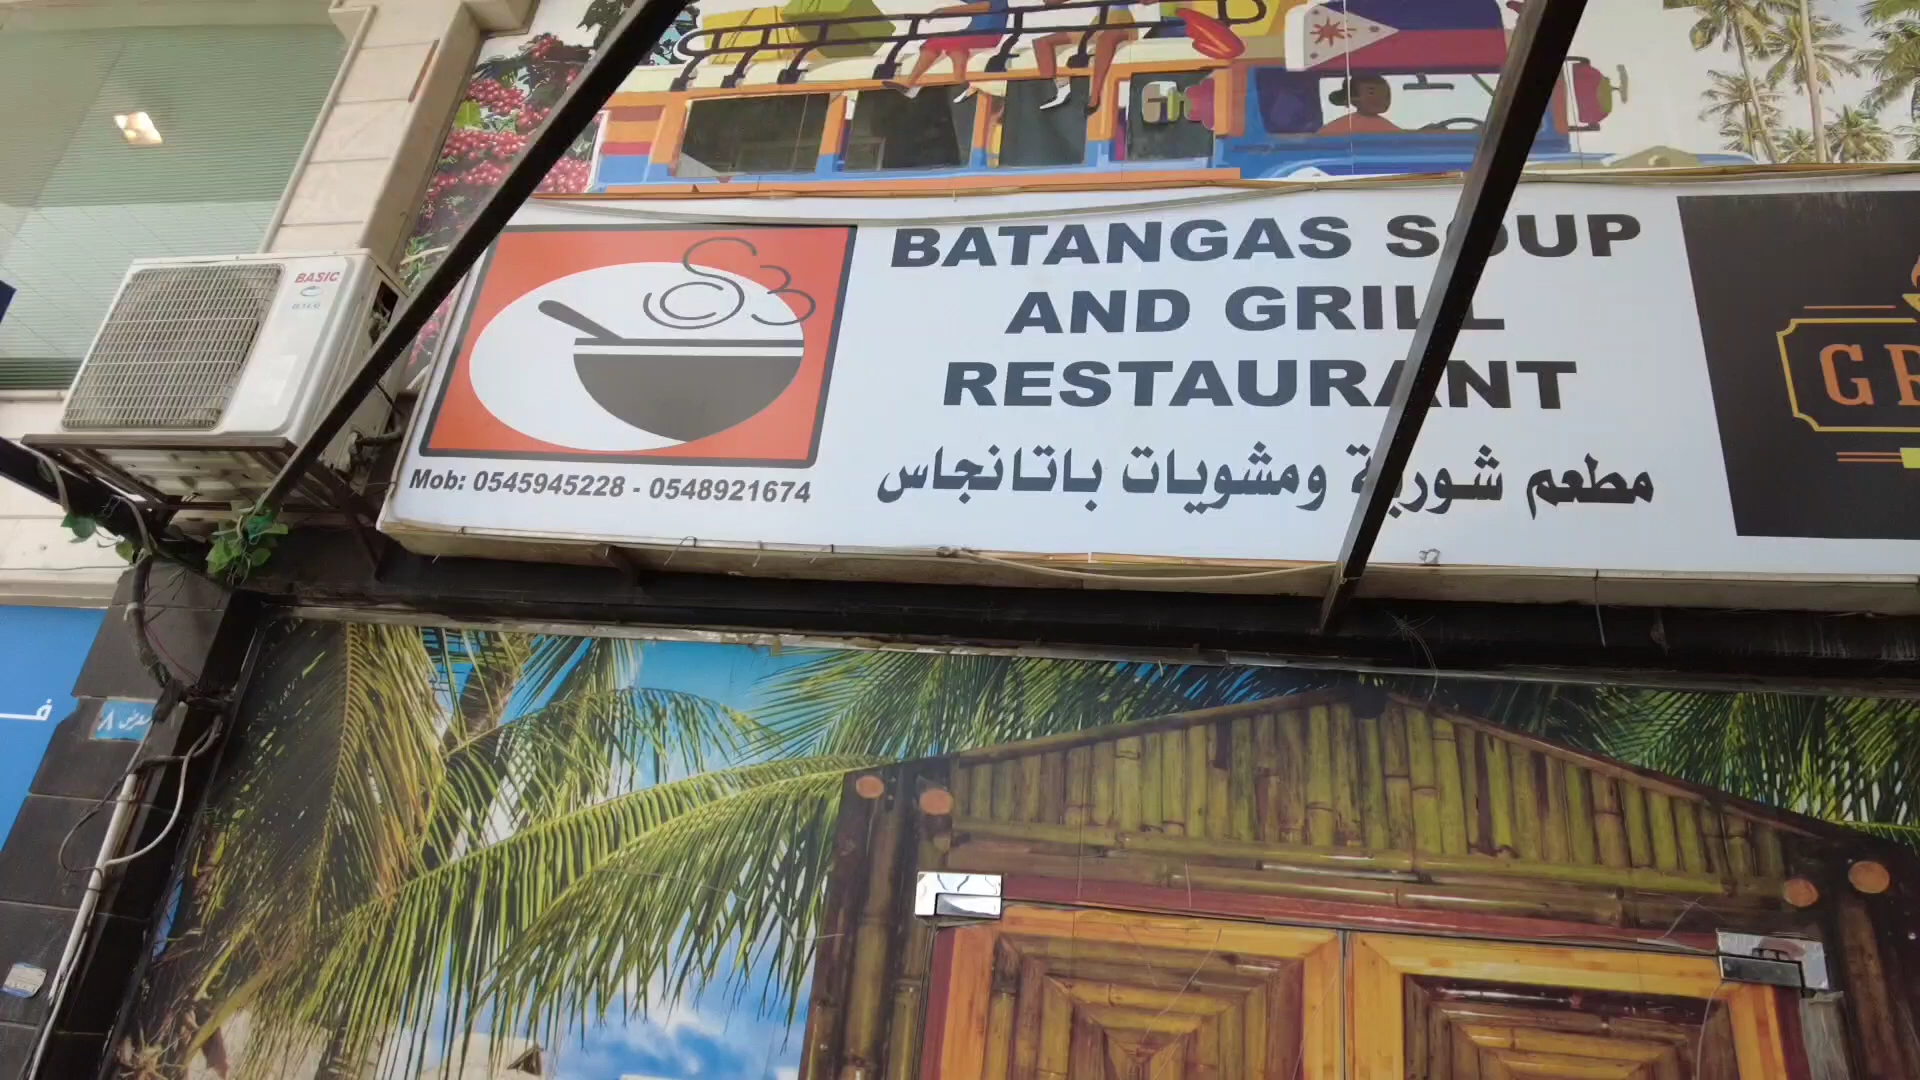 BASIC
BATANGAS SOUP
AND GRILL
RESTAURANT
مطعم شوربة ومشويات باتانجاس
Mob: 0545945228 - 0548921674